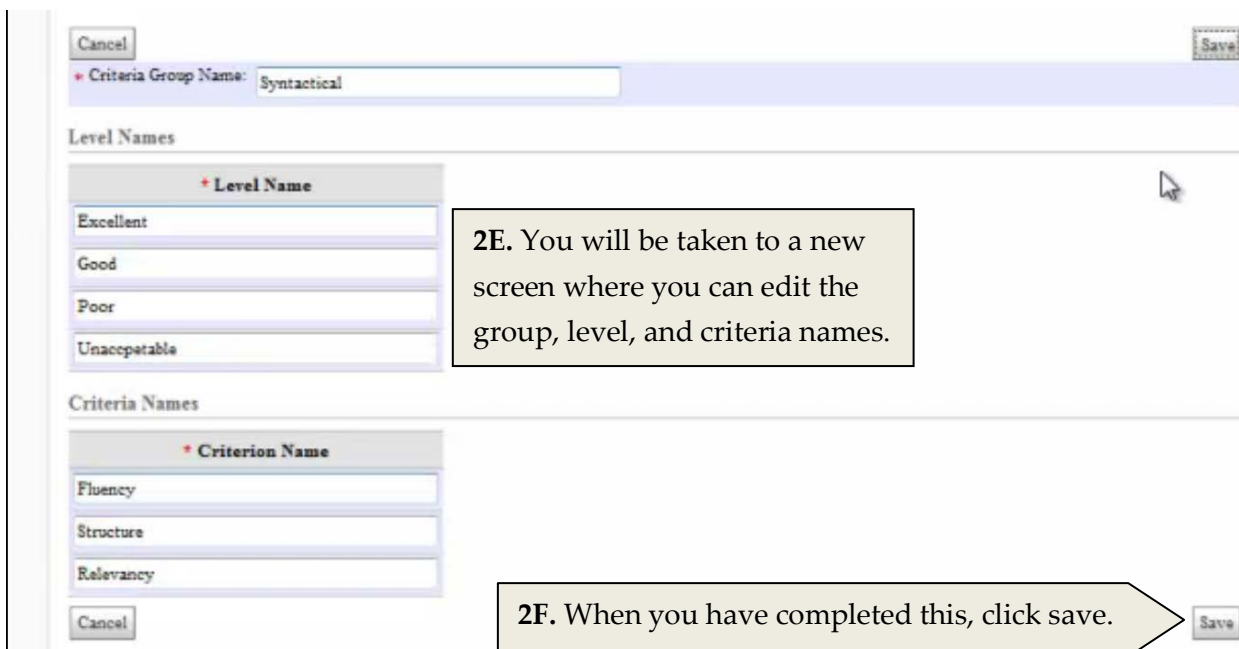 Cancel
Save
* Criteria Group Name: Syntactical
Level Names
* Level Name
Excellent
Good
Poor
Unaccpetable
2E. You will be taken to a new
screen where you can edit the
group, level, and criteria names.
Criteria Names
* Criterion Name
Fluency
Structure
Relevancy
Cancel
2F. When you have completed this, click save.
Save